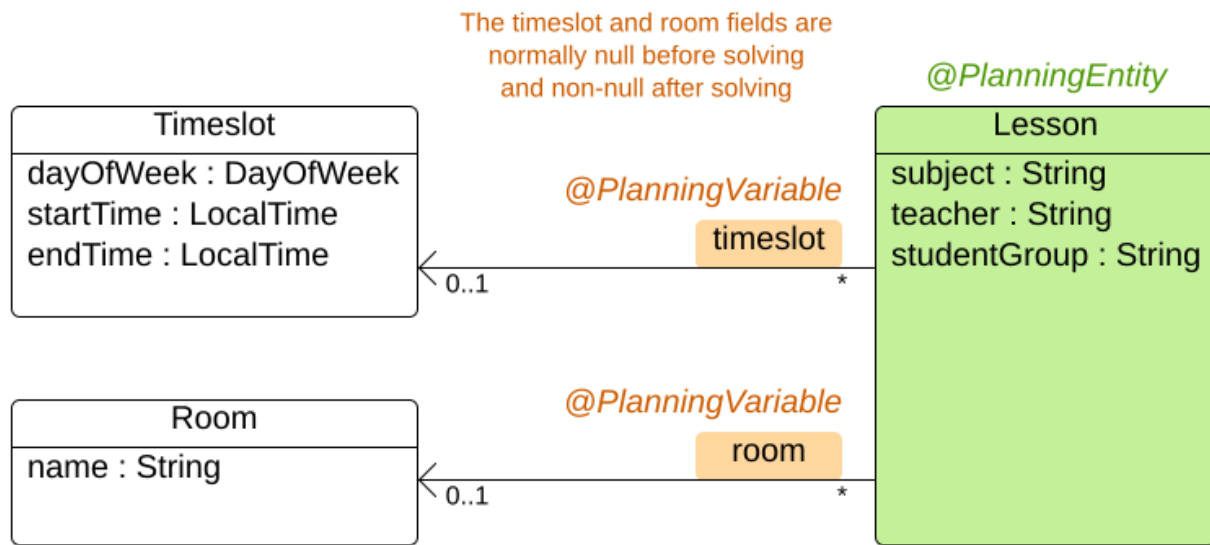 The timeslot and room fields are
normally null before solving
and non-null after solving
@PlanningEntity
Timeslot
dayOfWeek : DayOfWeek
startTime : LocalTime
endTime : LocalTime
@PlanningVariable
timeslot
0..1
*
Lesson
subject : String
teacher : String
studentGroup : String
Room
name : String
@PlanningVariable
room
0..1
*